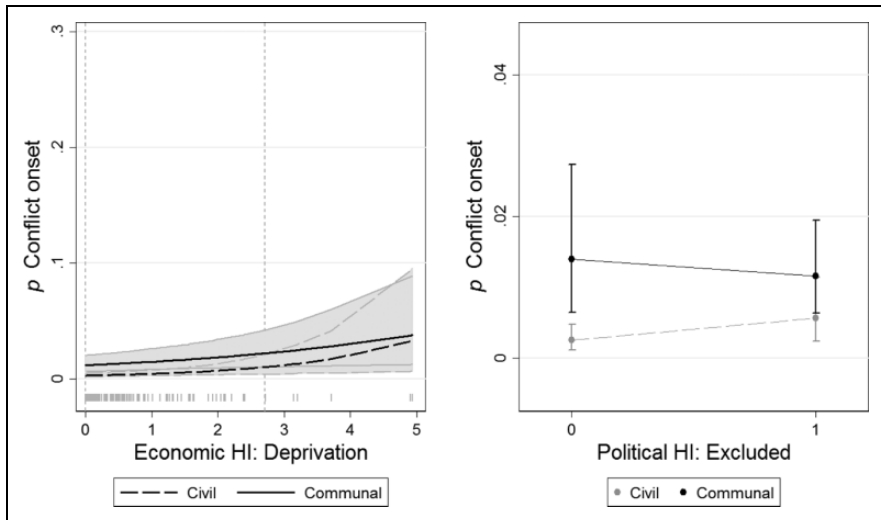 .3
.2
.1
0
p Conflict onset
0 1 2 3 4 5
Economic HI: Deprivation
Civil Communal
.04
.02
0
p Conflict onset
0 1
Political HI: Excluded
Civil Communal